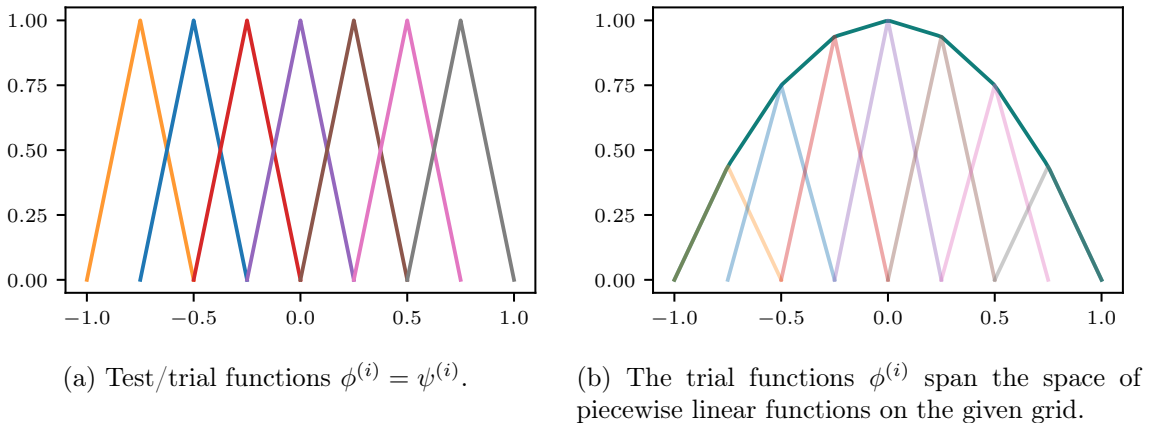 1.00
0.75
0.50
0.25
0.00
−1.0 −0.5 0.0 0.5 1.0
(a) Test/trial functions ϕ⁽ⁱ⁾ = ψ⁽ⁱ⁾.
1.00
0.75
0.50
0.25
0.00
−1.0 −0.5 0.0 0.5 1.0
(b) The trial functions ϕ⁽ⁱ⁾ span the space of
piecewise linear functions on the given grid.